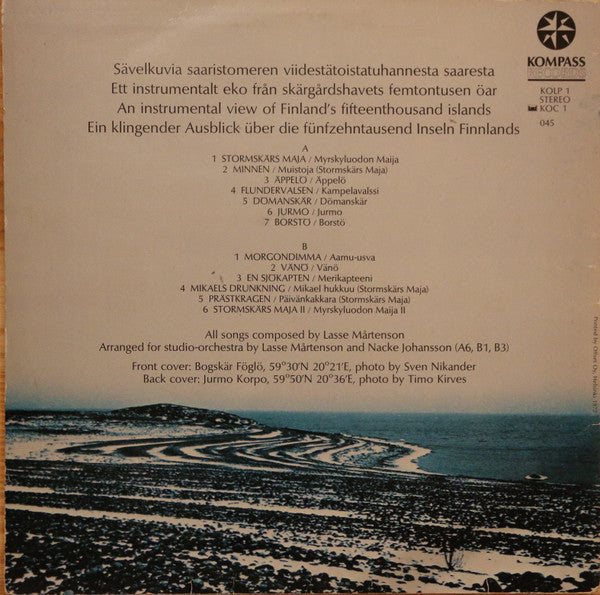 KOMPASS
RECORDS
KOLP 1
STEREO
KOC 1
045
Sävelkuvia saaristomeren viidestätoistatuhannesta saaresta
Ett instrumentalt eko från skärgårdshavets femtontusen öar
An instrumental view of Finland's fifteenthousand islands
Ein klingender Ausblick über die fünfzehntausend Inseln Finnlands
A
1 STORMSKÄRS MAJA / Myrskyluodon Maija
2 MINNEN / Muistoja (Stormskärs Maja)
3 ÄPPELÖ / Äppelö
4 FLUNDERVALSEN / Kampelavalssi
5 DÖMANSKÄR / Dömanskär
6 JURMO / Jurmo
7 BORSTÖ / Borstö
B
1 MORGONDIMMA / Aamu-usva
2 VÄNÖ / Vänö
3 EN SJÖKAPTEN / Merikapteeni
4 MIKAELS DRUNKNING / Mikael hukkuu (Stormskärs Maja)
5 PRÄSTKRAGEN / Päivänkakkara (Stormskärs Maja)
6 STORMSKÄRS MAJA II / Myrskyluodon Maija II
All songs composed by Lasse Mårtenson
Arranged for studio-orchestra by Lasse Mårtenson and Nacke Johansson (A6, B1, B3)
Front cover: Bogskär Föglö, 59°30'N 20°21'E, photo by Sven Nikander
Back cover: Jurmo Korpo, 59°50'N 20°36'E, photo by Timo Kirves